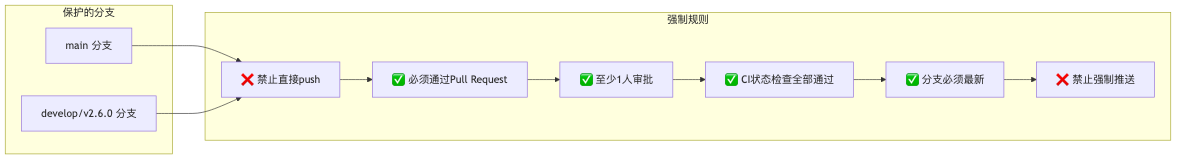 保护的分支
main 分支
develop/v2.6.0 分支
强制规则
❌ 禁止直接push
✅ 必须通过Pull Request
✅ 至少1人审批
✅ CI状态检查全部通过
✅ 分支必须最新
❌ 禁止强制推送